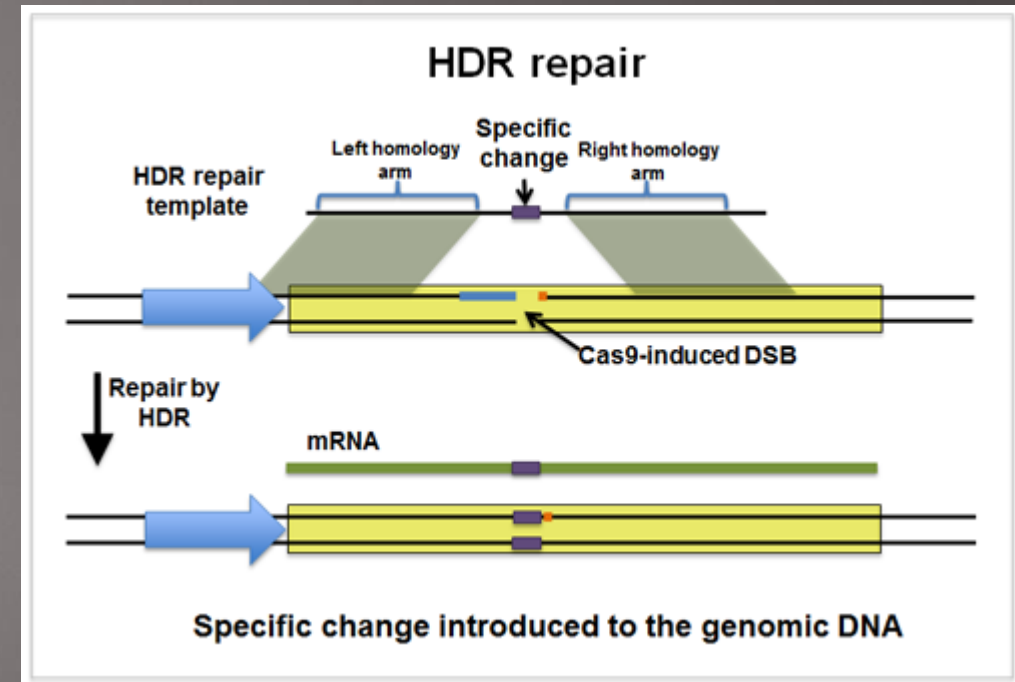 HDR repair
Specific
change
Left homology
arm
Right homology
arm
HDR repair
template
Cas9-induced DSB
Repair by
HDR
mRNA
Specific change introduced to the genomic DNA